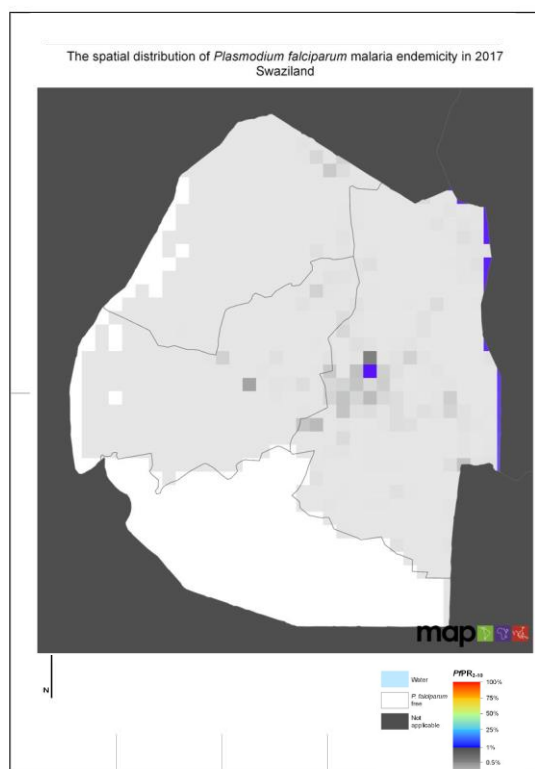 The spatial distribution of Plasmodium falciparum malaria endemicity in 2017
Swaziland
map
N
Water
P. falciparum
free
Not
applicable
PfPR2-10
100%
75%
50%
25%
1%
0.5%